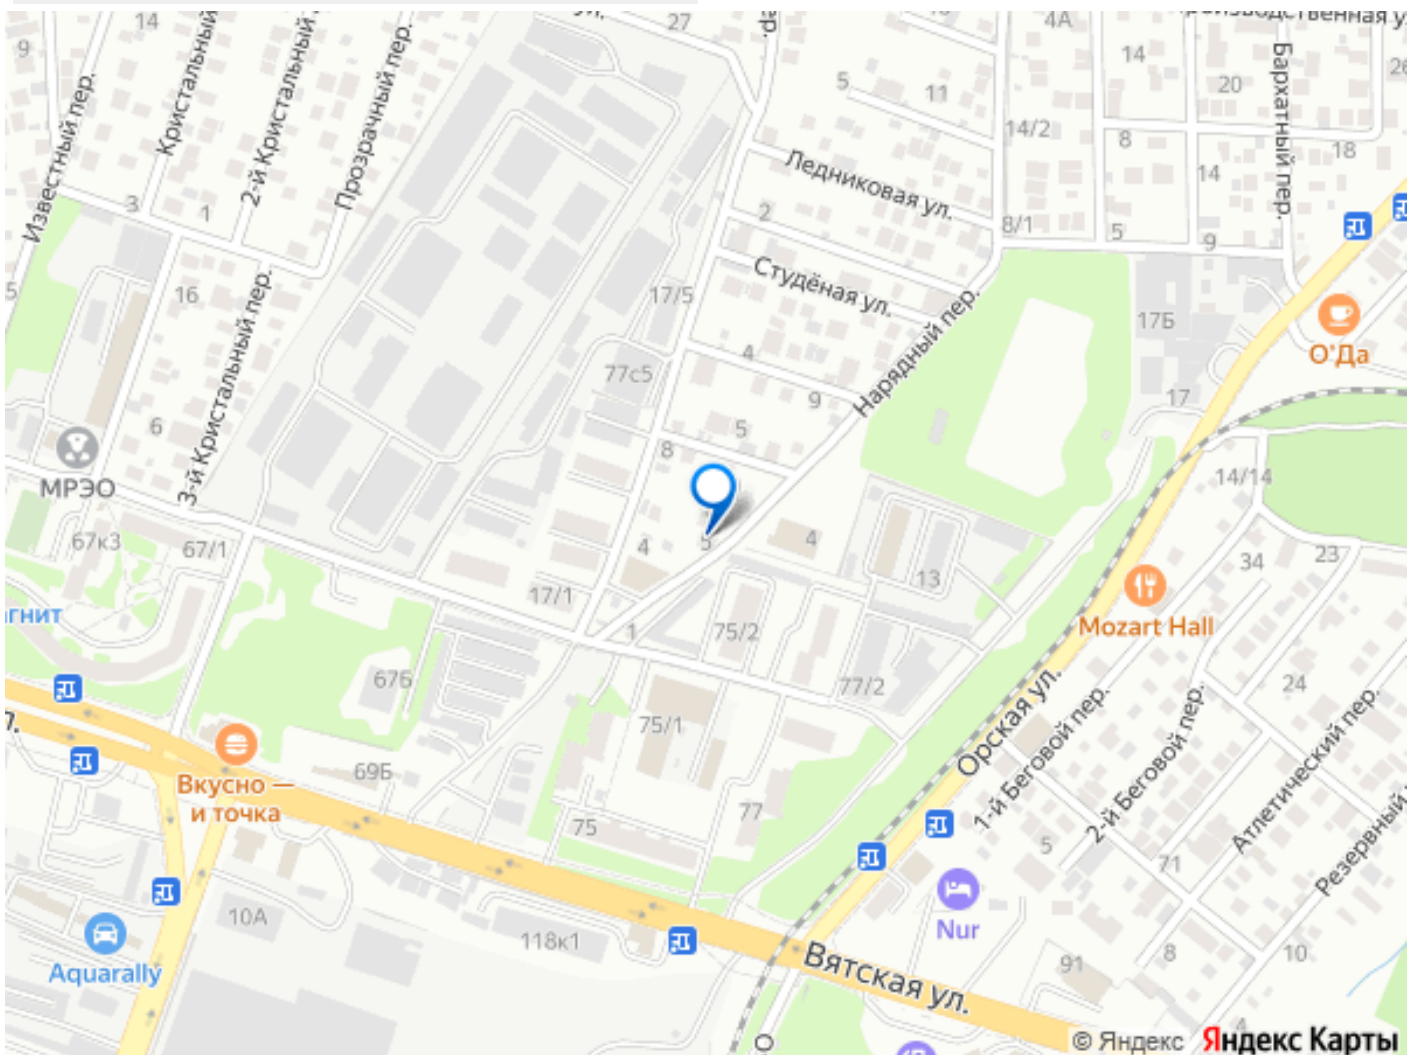 14
ул.
27
пер.
4А
9
Кристальный
2-й Кристальный
Прозрачный пер.
Известный пер.
14
20
Бархатный пер.
26
5
11
14/2
8
18
14
Ледниковая ул.
3
1
2
8/1
5
9
Студёная ул.
16
17/5
17Б
О'Да
3-й Кристальный пер.
4
77с5
Нарядный пер.
9
17
6
5
8
14/14
МРЭО
67к3
67/1
4
5
4
13
34
23
17/1
агнит
1
75/2
Mozart Hall
67Б
77/2
24
75/1
Орская ул.
1-й Беговой пер.
2-й Беговой пер.
Атлетический пер.
Резервный
69Б
Вкусно —
и точка
75
77
5
71
10А
118к1
Nur
Aquarally
91
8
10
Вятская ул.
4
© Яндекс Яндекс Карты